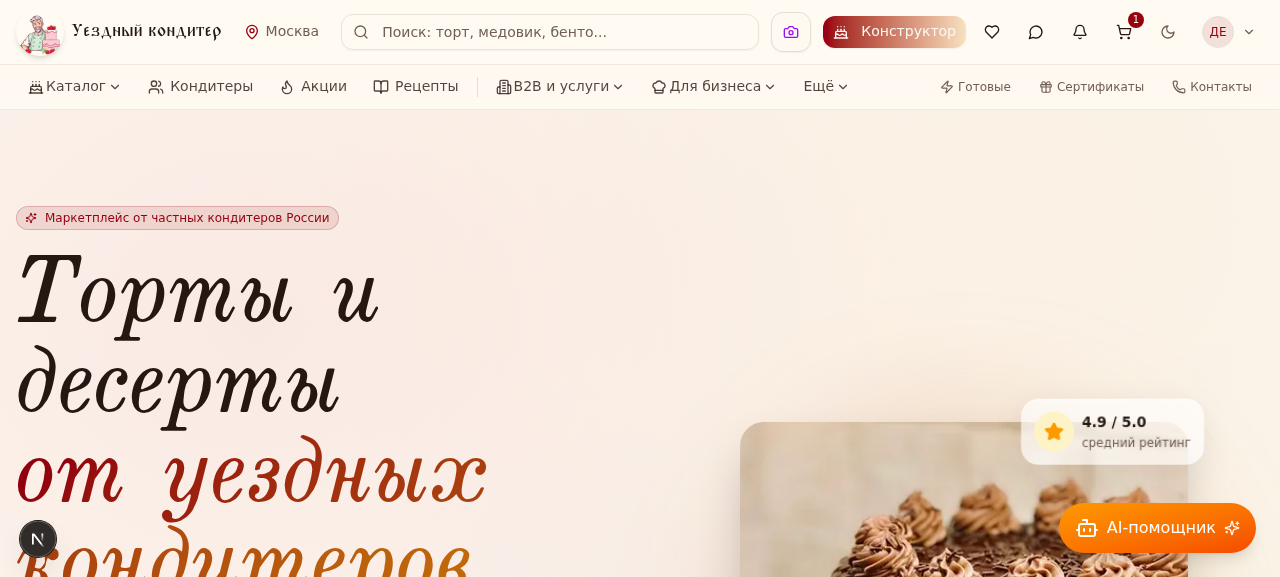 Уездный кондитер
Москва
Поиск: торт, медовик, бенто...
Конструктор
1
ДЕ
Каталог
Кондитеры
Акции
Рецепты
B2B и услуги
Для бизнеса
Ещё
Готовые
Сертификаты
Контакты
Маркетплейс от частных кондитеров России
Торты и
десерты
от уездных
кондитеров
4.9 / 5.0
средний рейтинг
N
AI-помощник